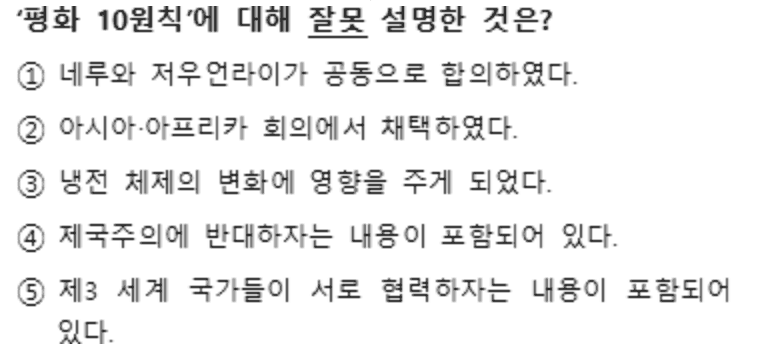 ‘평화 10원칙’에 대해 잘못 설명한 것은?
① 네루와 저우언라이가 공동으로 합의하였다.
② 아시아·아프리카 회의에서 채택하였다.
③ 냉전 체제의 변화에 영향을 주게 되었다.
④ 제국주의에 반대하자는 내용이 포함되어 있다.
⑤ 제3 세계 국가들이 서로 협력하자는 내용이 포함되어
있다.